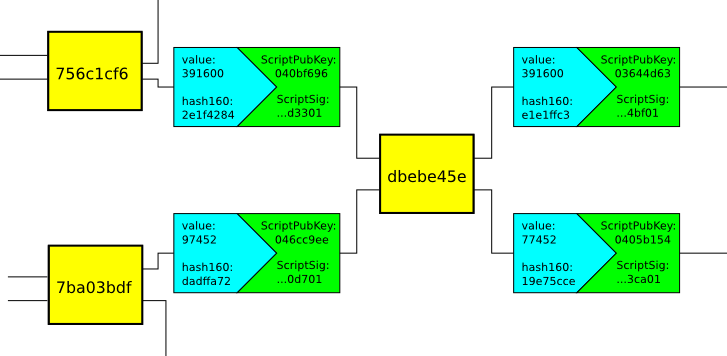 756c1cf6
value:
391600
hash160:
2e1f4284
ScriptPubKey:
040bf696
ScriptSig:
...d3301
7ba03bdf
value:
97452
hash160:
dadffa72
ScriptPubKey:
046cc9ee
ScriptSig:
...0d701
dbebe45e
value:
391600
hash160:
e1e1ffc3
ScriptPubKey:
03644d63
ScriptSig:
...4bf01
value:
77452
hash160:
19e75cce
ScriptPubKey:
0405b154
ScriptSig:
...3ca01